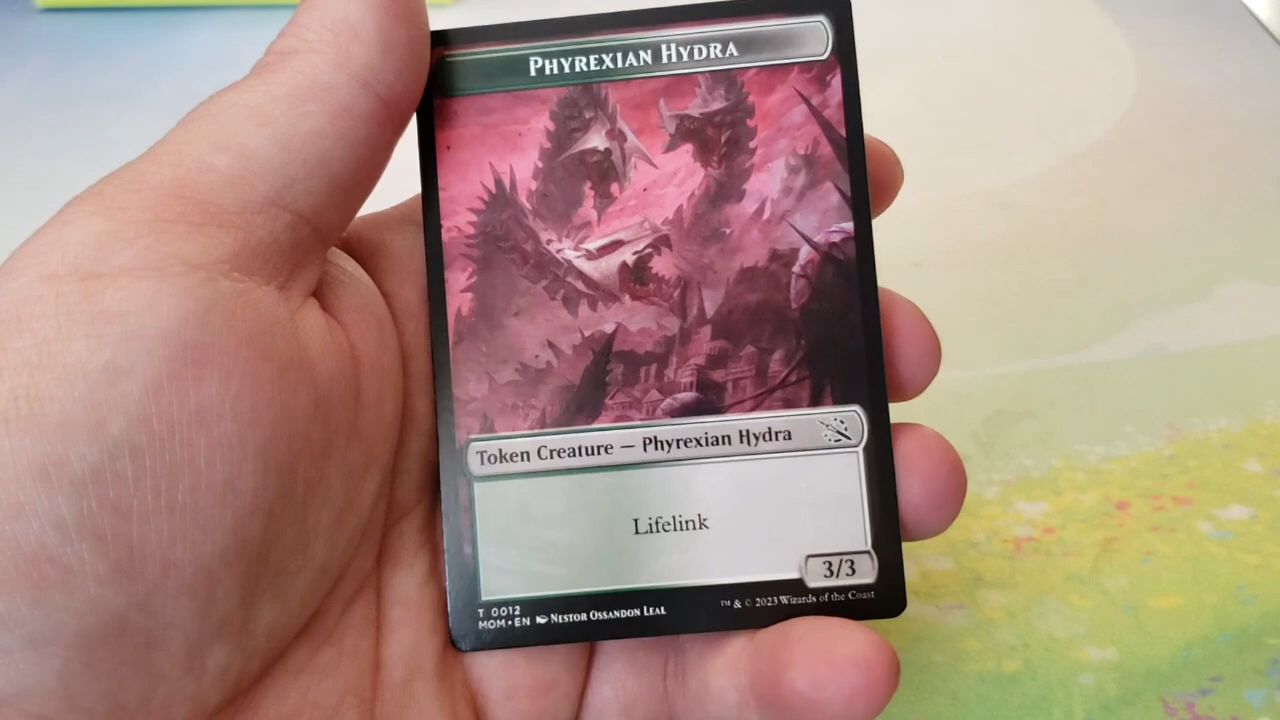 Phyrexian Hydra
Token Creature — Phyrexian Hydra
Lifelink
3/3
T 0012
MOM • EN Nestor Ossandon Leal
™ & © 2023 Wizards of the Coast